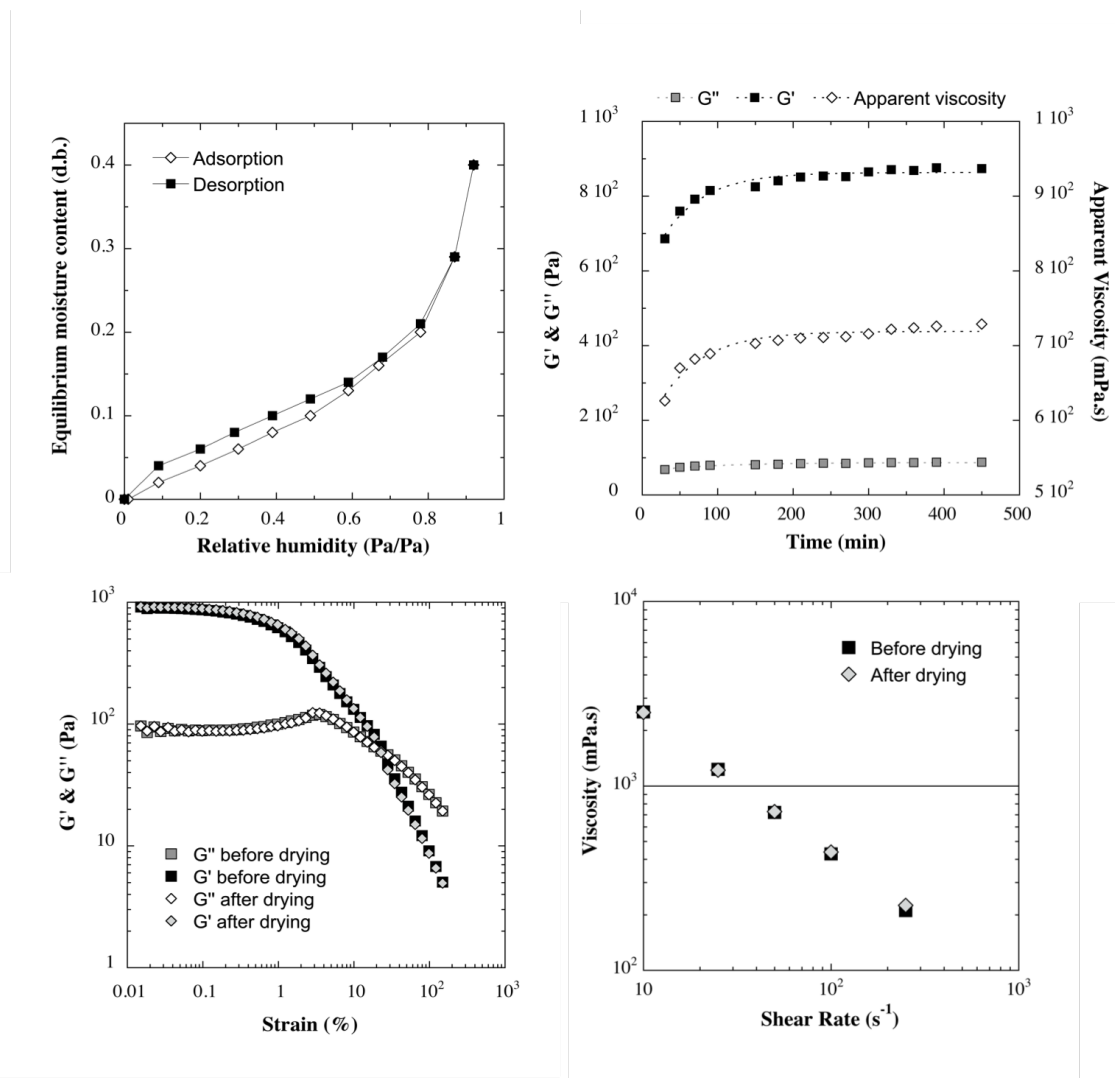 Equilibrium moisture content (d.b.)
0.4
0.3
0.2
0.1
0
Adsorption
Desorption
0 0.2 0.4 0.6 0.8 1
Relative humidity (Pa/Pa)
G'' G' Apparent viscosity
G' & G'' (Pa)
1 10³
8 10²
6 10²
4 10²
2 10²
0
1 10³
9 10²
8 10²
7 10²
6 10²
5 10²
Apparent Viscosity (mPa.s)
0 100 200 300 400 500
Time (min)
G' & G'' (Pa)
10³
10²
10
1
G'' before drying
G' before drying
G'' after drying
G' after drying
0.01 0.1 1 10 10² 10³
Strain (%)
Viscosity (mPa.s)
10⁴
10³
10²
Before drying
After drying
10 10² 10³
Shear Rate (s⁻¹)